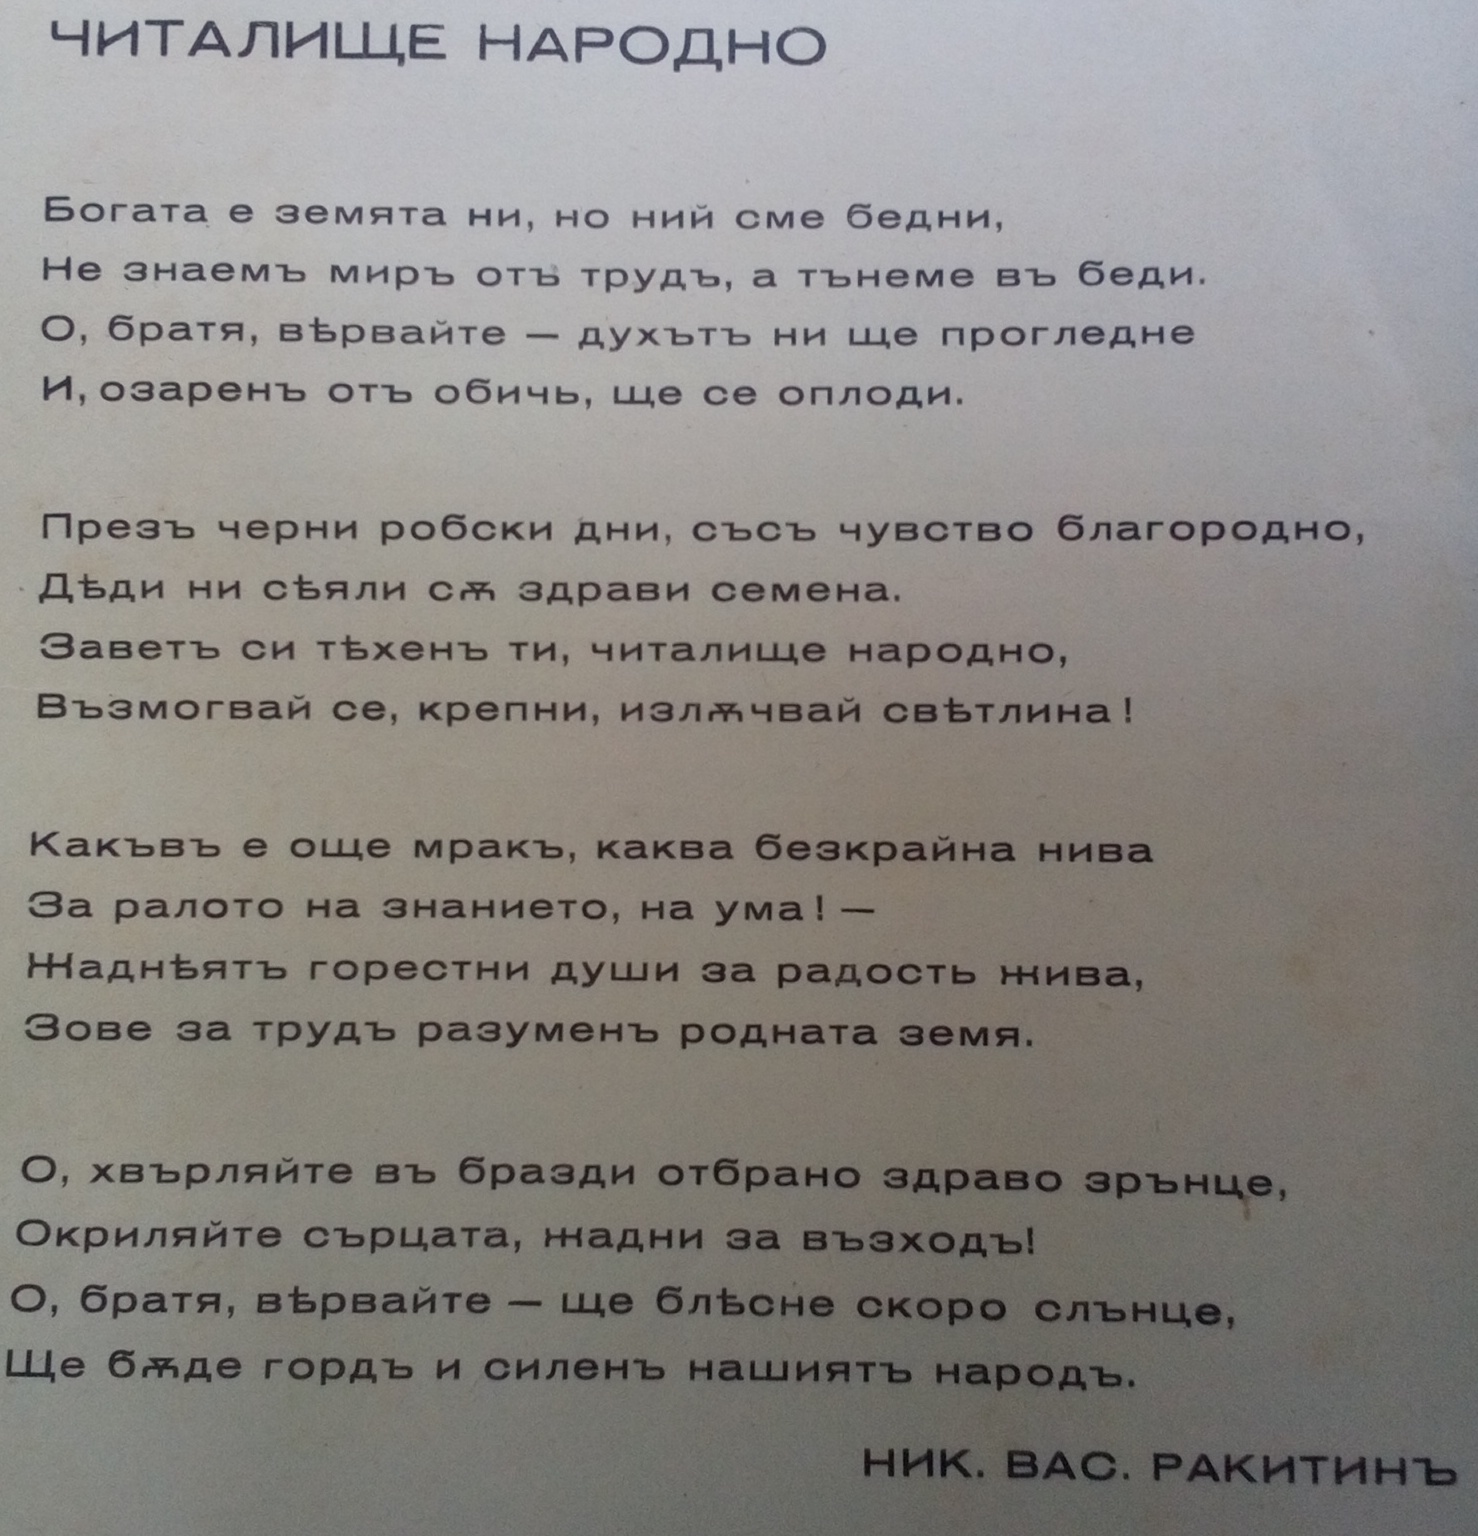 ЧИТАЛИЩЕ НАРОДНО
Богата е земята ни, но ний сме бедни,
Не знаемъ миръ отъ трудъ, а тънеме въ беди.
О, братя, вѣрвайте — духътъ ни ще прогледне
И, озаренъ отъ обичь, ще се оплоди.
Презъ черни робски дни, съсъ чувство благородно,
Дѣди ни сѣяли сѫ здрави семена.
Заветъ си тѣхенъ ти, читалище народно,
Възмогвай се, крепни, излѫчвай свѣтлина!
Какъвъ е още мракъ, каква безкрайна нива
За ралото на знанието, на ума! —
Жаднѣятъ горестни души за радость жива,
Зове за трудъ разуменъ родната земя.
О, хвърляйте въ бразди отбрано здраво зрънце,
Окриляйте сърцата, жадни за възходъ!
О, братя, вѣрвайте — ще блѣсне скоро слънце,
Ще бѫде гордъ и силенъ нашиятъ народъ.
НИК. ВАС. РАКИТИНЪ